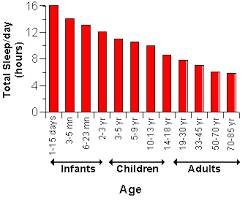 Total Sleep/day
(hours)
16
12
8
4
0
1-15 days
3-5 mn
6-23 mn
2-3 yr
3-5 yr
5-9 yr
10-13 yr
14-18 yr
19-30 yr
33-45 yr
50-70 yr
70-85 yr
Infants
Children
Adults
Age